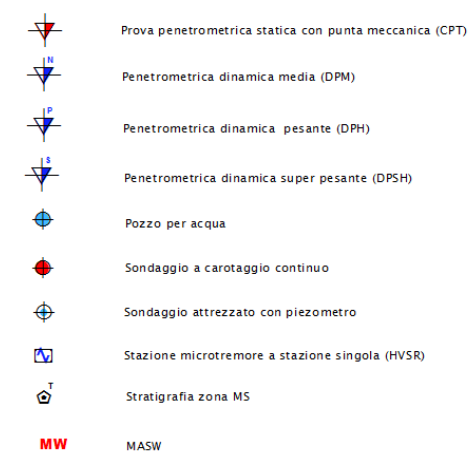 Prova penetrometrica statica con punta meccanica (CPT)
N
Penetrometrica dinamica media (DPM)
P
Penetrometrica dinamica pesante (DPH)
S
Penetrometrica dinamica super pesante (DPSH)
Pozzo per acqua
Sondaggio a carotaggio continuo
Sondaggio attrezzato con piezometro
Stazione microtremore a stazione singola (HVSR)
T
Stratigrafia zona MS
MW MASW